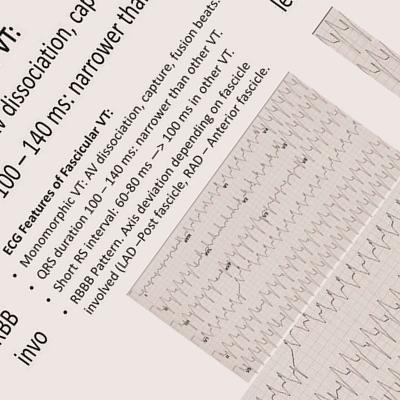 VT:
dissociation, cap
100 – 140 ms: narrower tha
ECG Features of Fascicular VT:
• Monomorphic VT: AV dissociation, capture, fusion beats.
• QRS duration 100 – 140 ms: narrower than other VT.
• Short RS interval: 60-80 ms —> 100 ms in other VT.
• RBBB Pattern. Axis deviation depending on fascicle
involved (LAD –Post fascicle, RAD – Anterior fascicle.
BB
invo
le